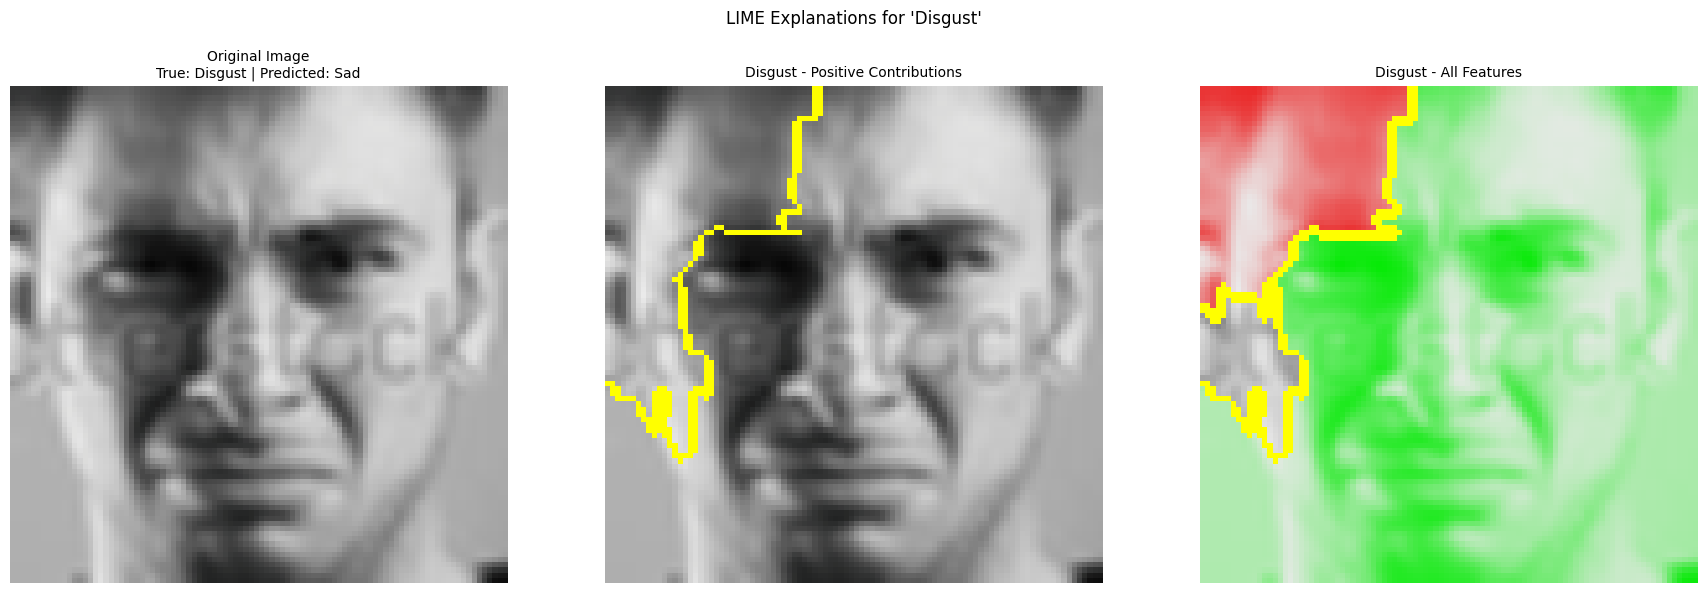 LIME Explanations for 'Disgust'
Original Image
True: Disgust | Predicted: Sad
Disgust - Positive Contributions
Disgust - All Features